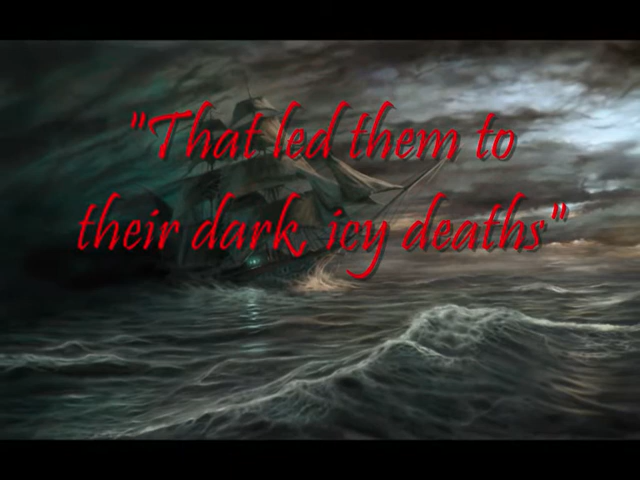 "That led them to
their dark, icy deaths"